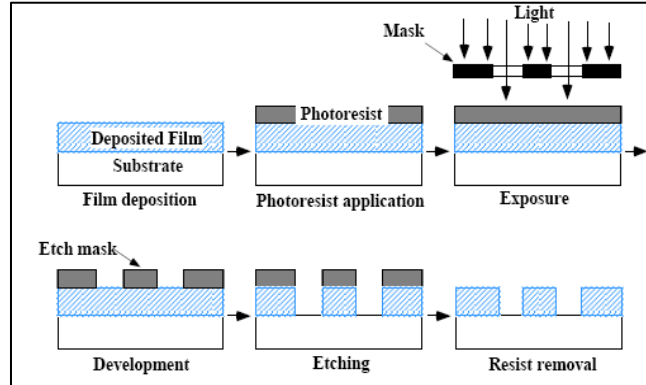 Light
Mask
Photoresist
Deposited Film
Substrate
Film deposition
Photoresist application
Exposure
Etch mask
Development
Etching
Resist removal